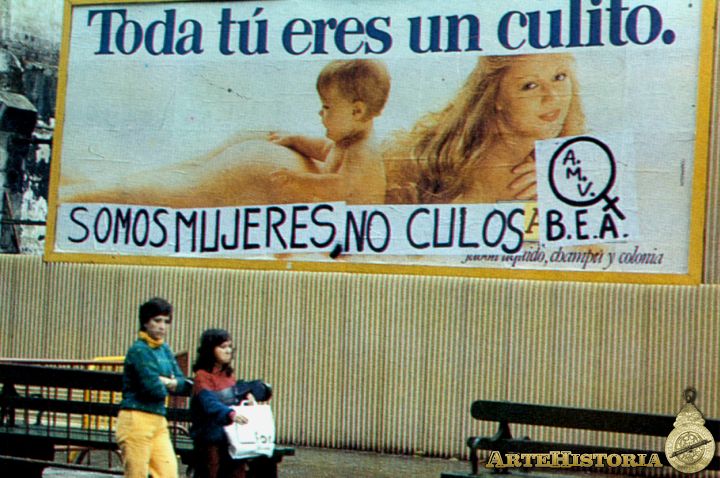 Toda tú eres un culito.
SOMOS MUJERES, NO CULOS
A.
M.
V.
B.E.A.
jabón líquido, champú y colonia
ARTEHISTORIA